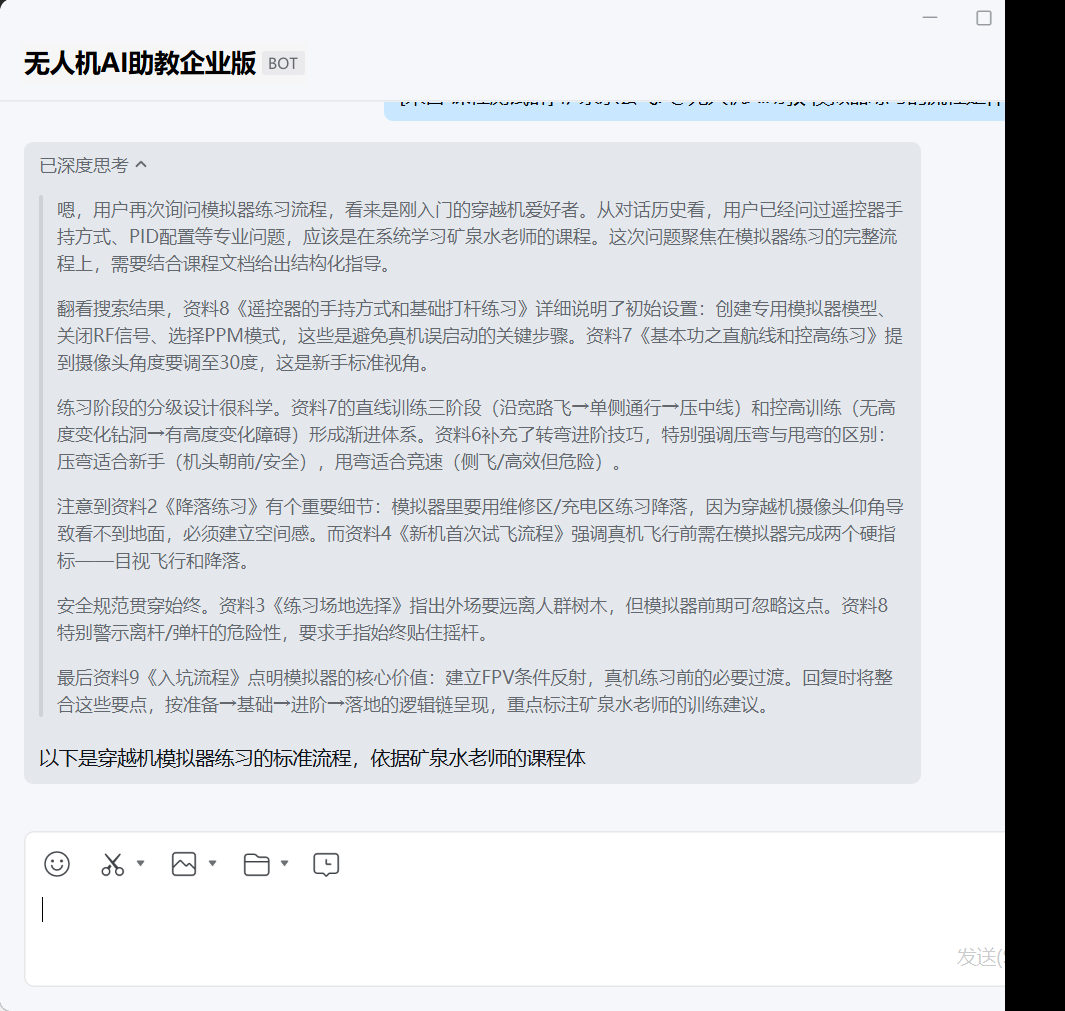 无人机AI助教企业版 BOT
已深度思考
嗯，用户再次询问模拟器练习流程，看来是刚入门的穿越机爱好者。从对话历史看，用户已经问过遥控器手
持方式、PID配置等专业问题，应该是在系统学习矿泉水老师的课程。这次问题聚焦在模拟器练习的完整流
程上，需要结合课程文档给出结构化指导。
翻看搜索结果，资料8《遥控器的手持方式和基础打杆练习》详细说明了初始设置：创建专用模拟器模型、
关闭RF信号、选择PPM模式，这些是避免真机误启动的关键步骤。资料7《基本功之直航线和控高练习》提
到摄像头角度要调至30度，这是新手标准视角。
练习阶段的分级设计很科学。资料7的直线训练三阶段（沿宽路飞→单侧通行→压中线）和控高训练（无高
度变化钻洞→有高度变化障碍）形成渐进体系。资料6补充了转弯进阶技巧，特别强调压弯与甩弯的区别：
压弯适合新手（机头朝前/安全），甩弯适合竞速（侧飞/高效但危险）。
注意到资料2《降落练习》有个重要细节：模拟器里要用维修区/充电区练习降落，因为穿越机摄像头仰角导
致看不到地面，必须建立空间感。而资料4《新机首次试飞流程》强调真机飞行前需在模拟器完成两个硬指
标——目视飞行和降落。
安全规范贯穿始终。资料3《练习场地选择》指出外场要远离人群树木，但模拟器前期可忽略这点。资料8
特别警示离杆/弹杆的危险性，要求手指始终贴住摇杆。
最后资料9《入坑流程》点明模拟器的核心价值：建立FPV条件反射，真机练习前的必要过渡。回复时将整
合这些要点，按准备→基础→进阶→落地的逻辑链呈现，重点标注矿泉水老师的训练建议。
以下是穿越机模拟器练习的标准流程，依据矿泉水老师的课程体
发送(